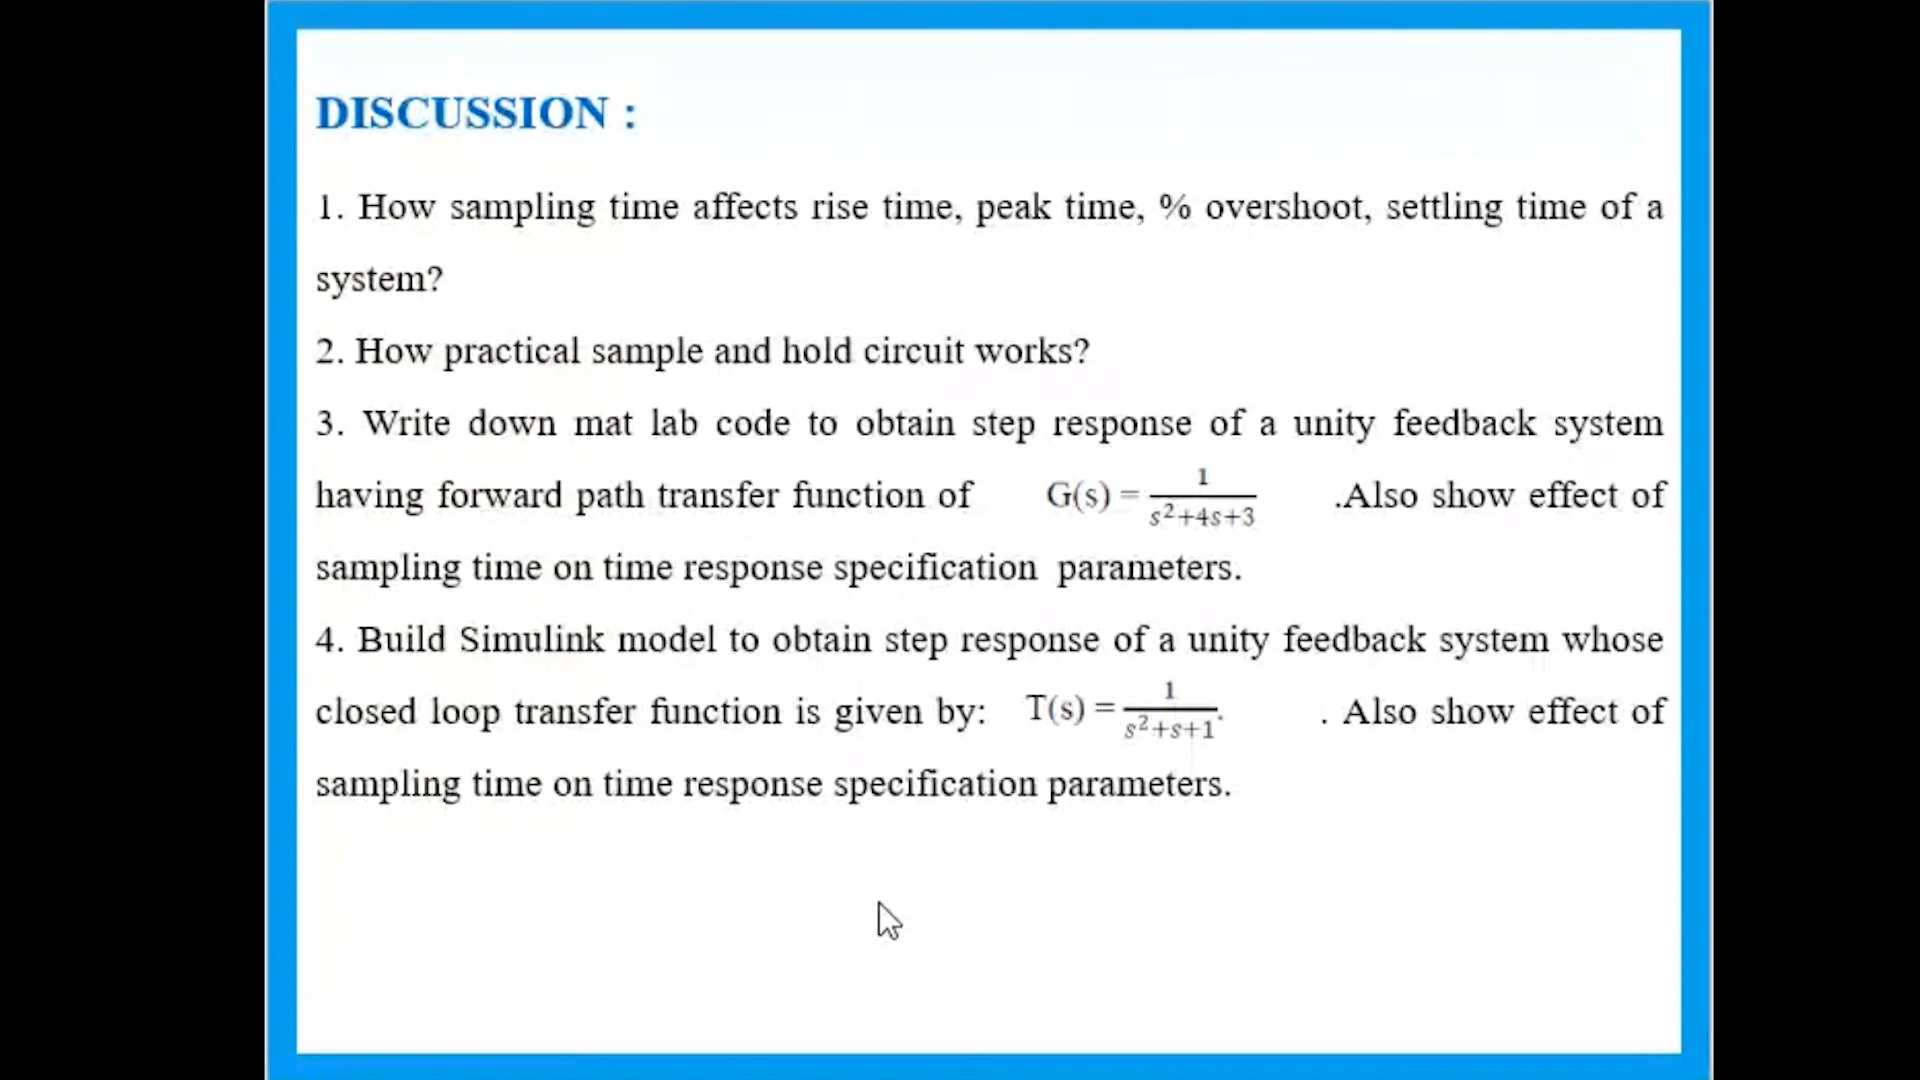 DISCUSSION :
1. How sampling time affects rise time, peak time, % overshoot, settling time of a
system?
2. How practical sample and hold circuit works?
3. Write down mat lab code to obtain step response of a unity feedback system
having forward path transfer function of G(s) = 1/(s²+4s+3) .Also show effect of
sampling time on time response specification parameters.
4. Build Simulink model to obtain step response of a unity feedback system whose
closed loop transfer function is given by: T(s) = 1/(s²+s+1). . Also show effect of
sampling time on time response specification parameters.